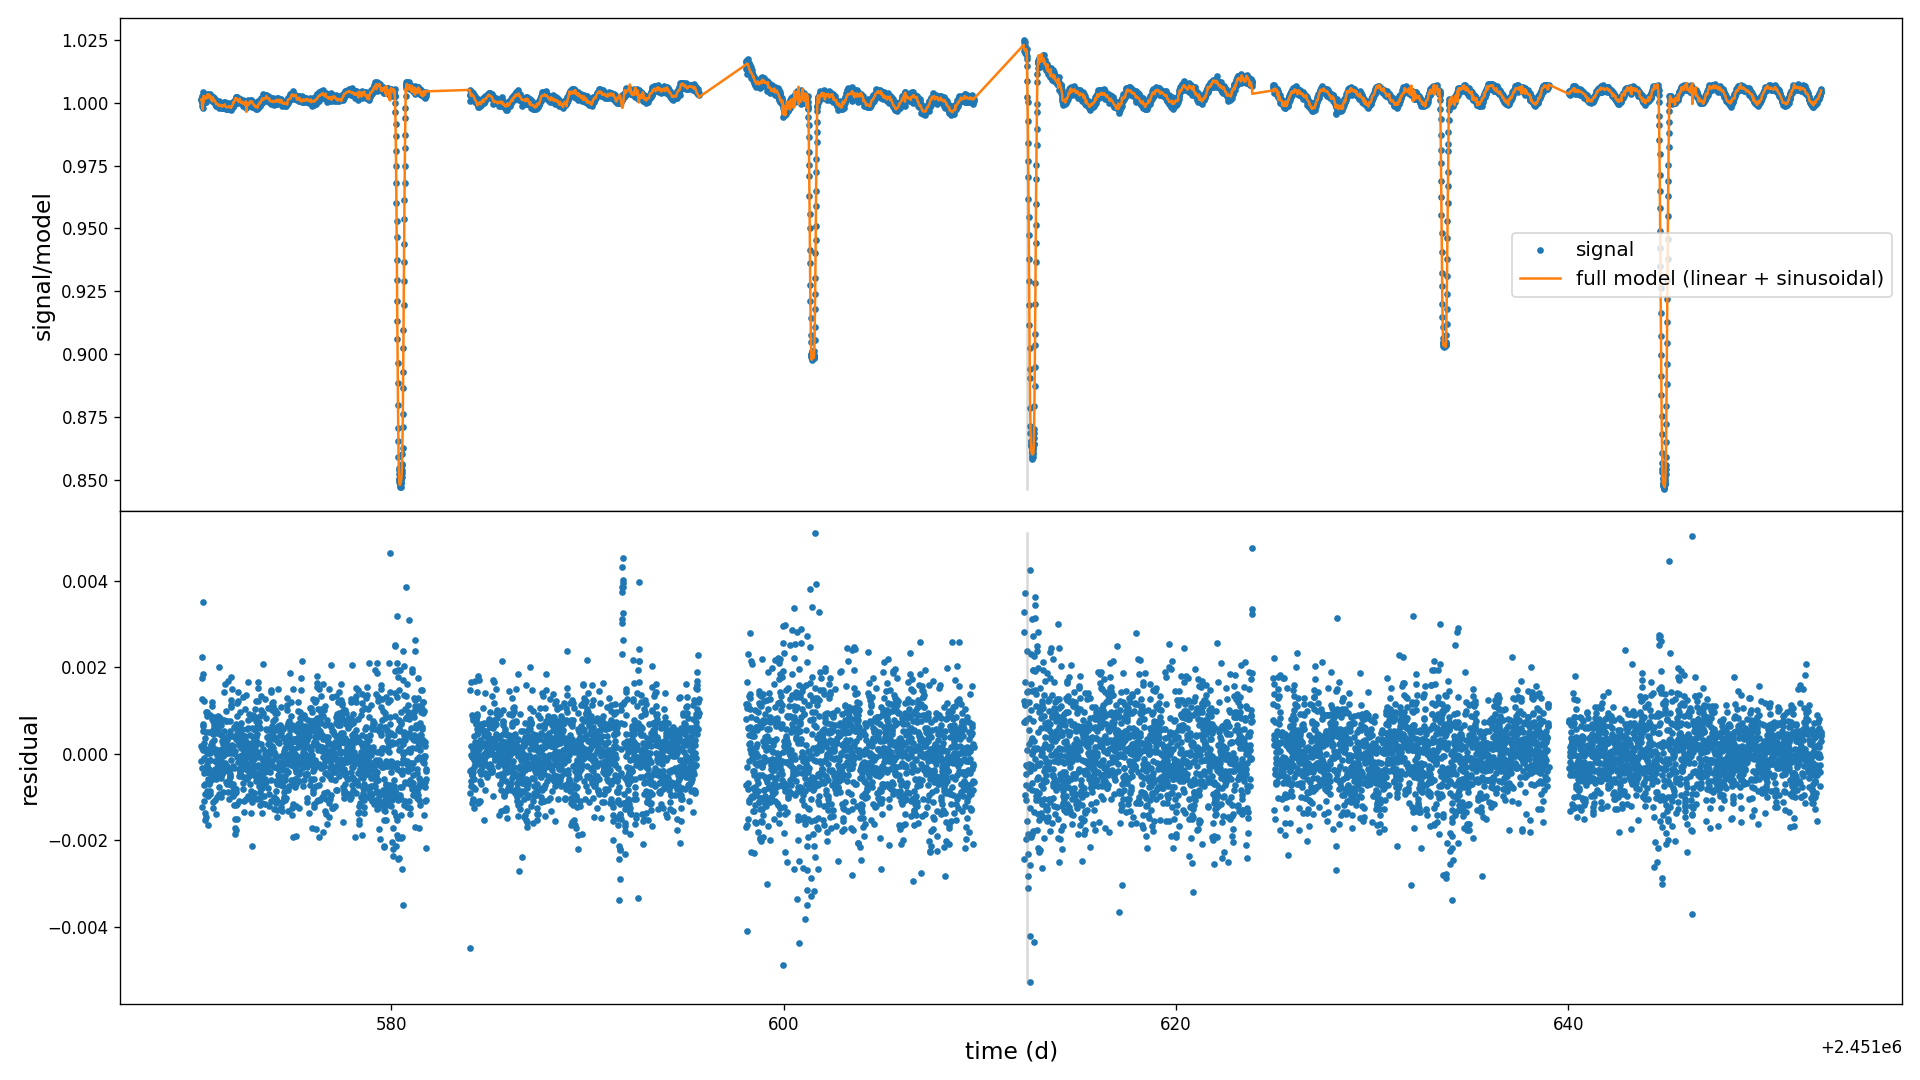 1.025
1.000
0.975
0.950
0.925
0.900
0.875
0.850
signal/model
signal
full model (linear + sinusoidal)
0.004
0.002
0.000
−0.002
−0.004
residual
580
600
620
640
time (d)
+2.451e6